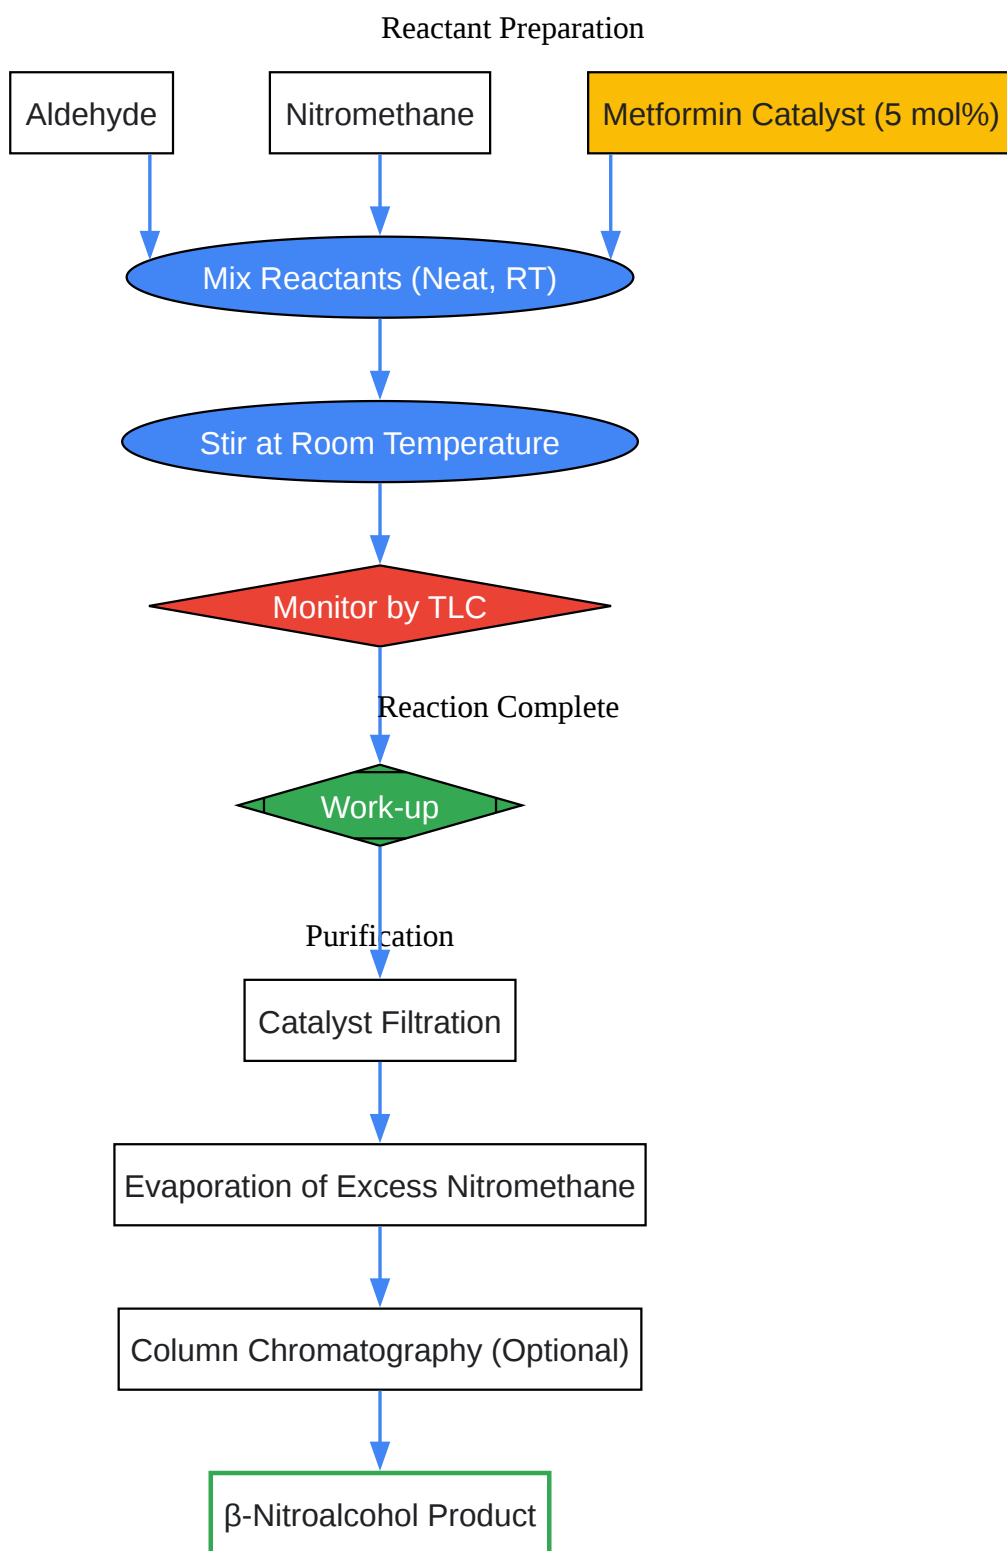 Reactant Preparation
Aldehyde
Nitromethane
Metformin Catalyst (5 mol%)
Mix Reactants (Neat, RT)
Stir at Room Temperature
Monitor by TLC
Reaction Complete
Work-up
Purification
Catalyst Filtration
Evaporation of Excess Nitromethane
Column Chromatography (Optional)
β-Nitroalcohol Product